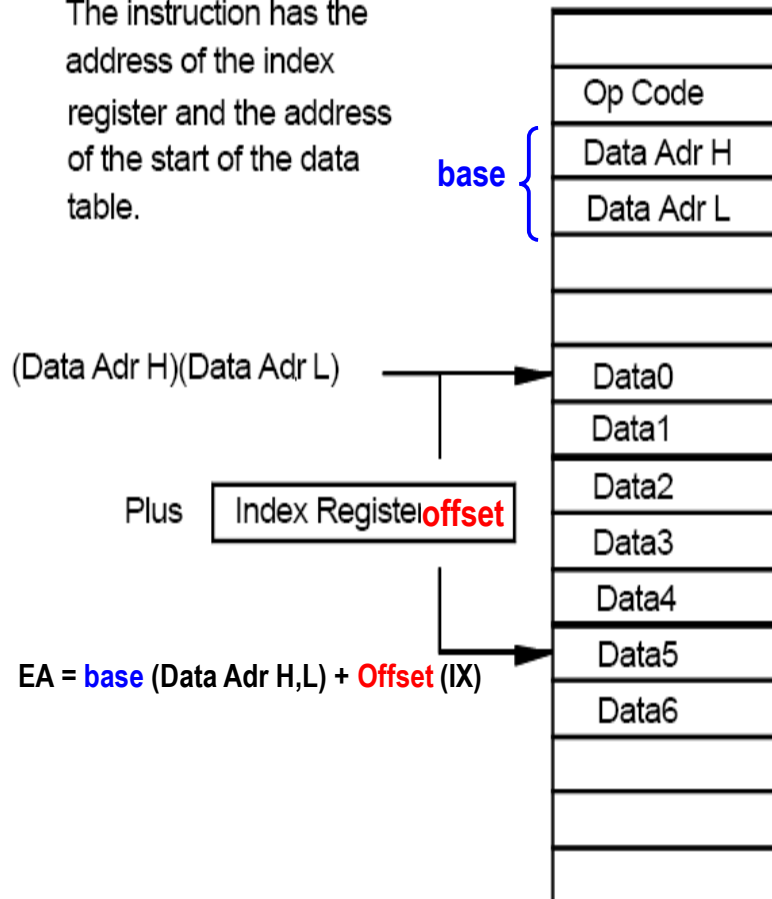 The instruction has the
address of the index
register and the address
of the start of the data
table.
Op Code
base
Data Adr H
Data Adr L
(Data Adr H)(Data Adr L)
Data0
Data1
Plus
Index Register offset
Data2
Data3
Data4
Data5
EA = base (Data Adr H,L) + Offset (IX)
Data6